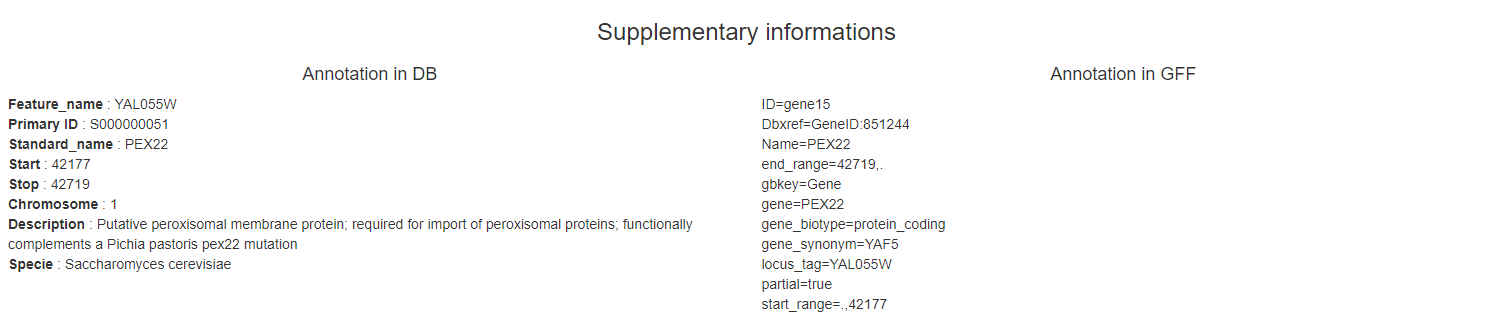 Supplementary informations
Annotation in DB
Feature_name : YAL055W
Primary ID : S000000051
Standard_name : PEX22
Start : 42177
Stop : 42719
Chromosome : 1
Description : Putative peroxisomal membrane protein; required for import of peroxisomal proteins; functionally
complements a Pichia pastoris pex22 mutation
Specie : Saccharomyces cerevisiae
Annotation in GFF
ID=gene15
Dbxref=GeneID:851244
Name=PEX22
end_range=42719,.
gbkey=Gene
gene=PEX22
gene_biotype=protein_coding
gene_synonym=YAF5
locus_tag=YAL055W
partial=true
start_range=.,42177